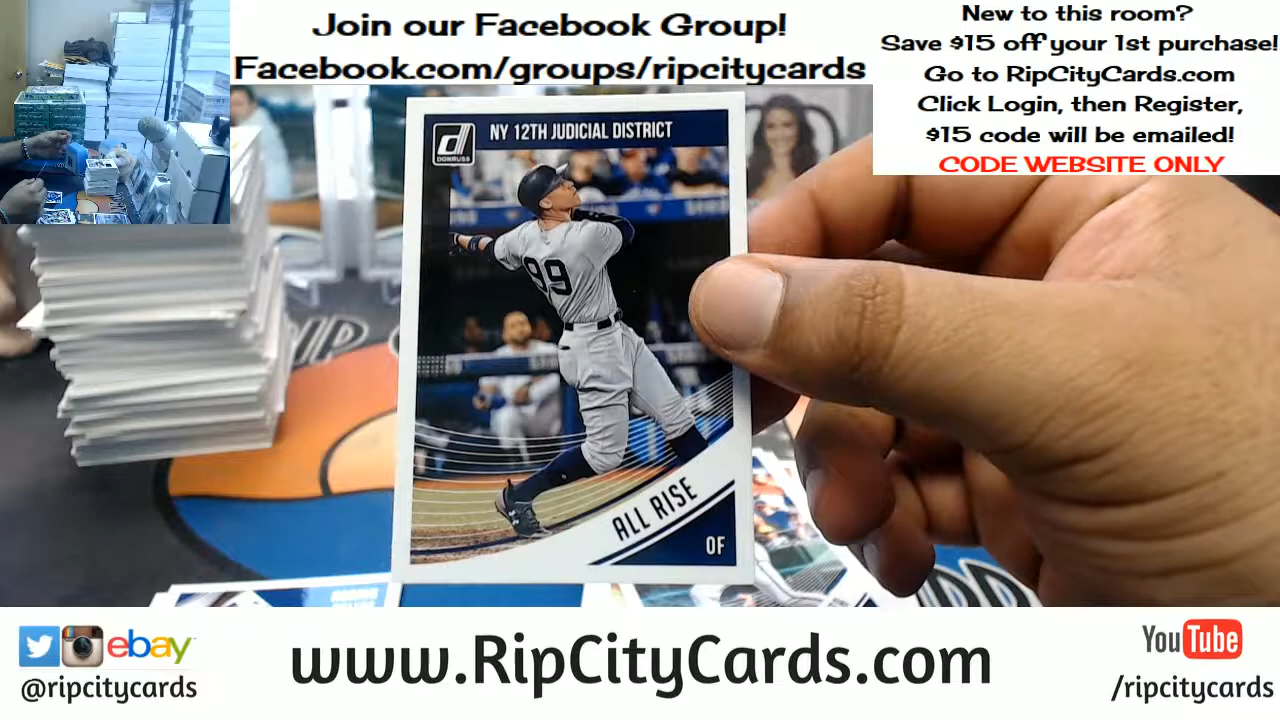 Join our Facebook Group!
Facebook.com/groups/ripcitycards
New to this room?
Save $15 off your 1st purchase!
Go to RipCityCards.com
Click Login, then Register,
$15 code will be emailed!
CODE WEBSITE ONLY
DONRUSS
NY 12TH JUDICIAL DISTRICT
99
ALL RISE
OF
RIP
ebay
@ripcitycards
www.RipCityCards.com
YouTube
/ripcitycards